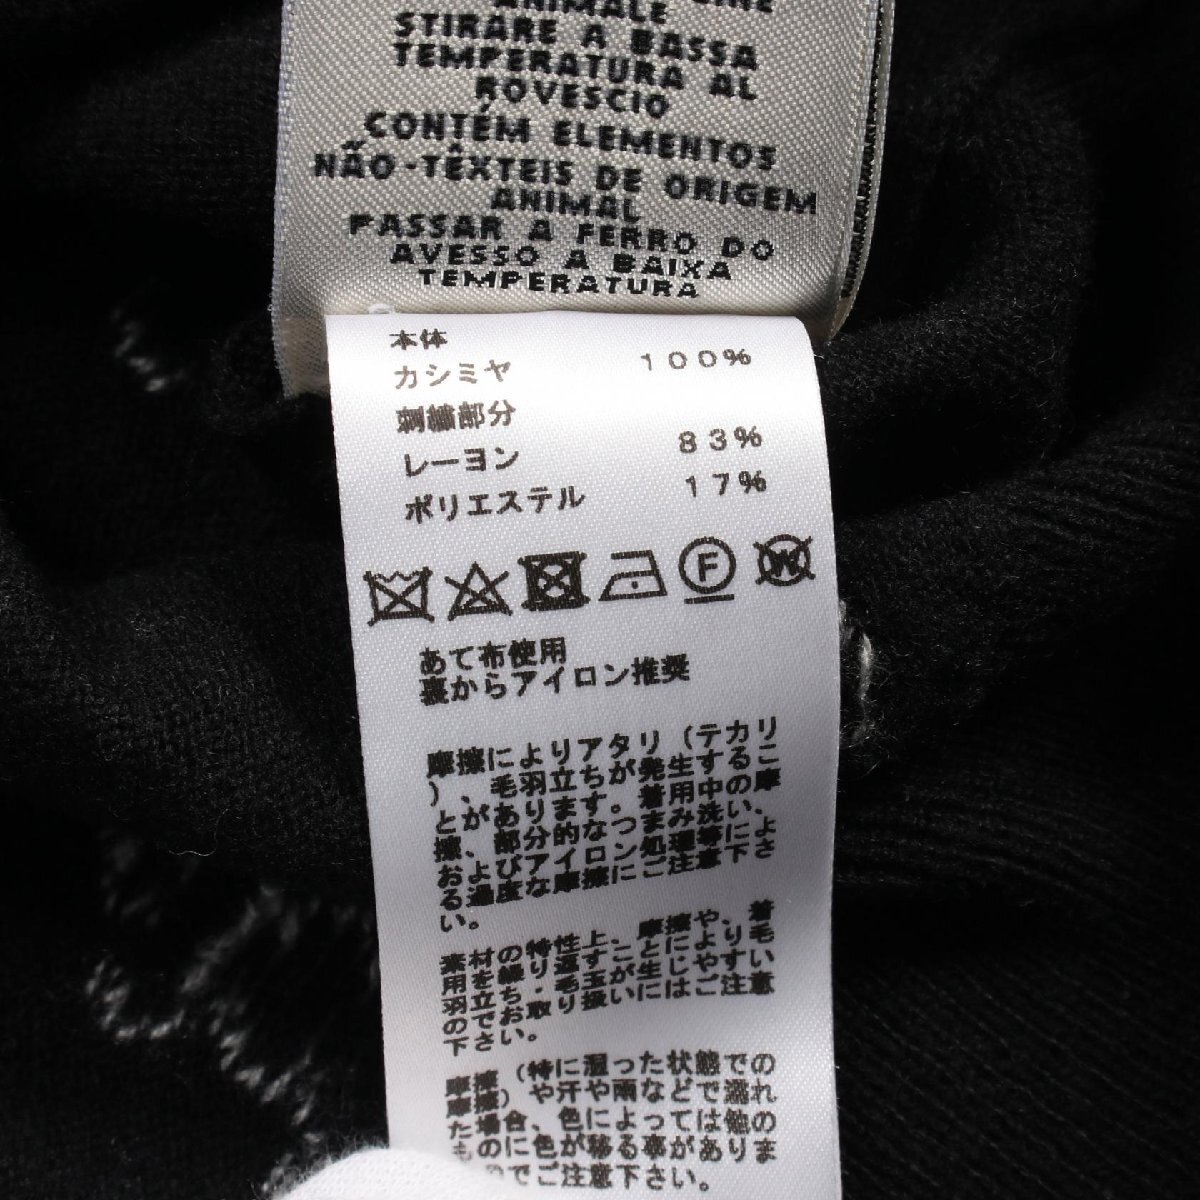 ANIMALE
STIRARE A BASSA
TEMPERATURA AL
ROVESCIO
CONTÉM ELEMENTOS
NÃO-TÊXTEIS DE ORIGEM
ANIMAL
PASSAR A FERRO DO
AVESSO A BAIXA
TEMPERATURA
本体
カシミヤ 100%
刺繍部分
レーヨン 83%
ポリエステル 17%
F W
あて布使用
裏からアイロン推奨
摩擦によりアタリ（テカリ
）、毛羽立ちが発生するこ
とがあります。着用中の摩
擦、部分的なつまみ洗い、
およびアイロン処理等によ
る過度な摩擦にご注意下さ
い。
素材の特性上、摩擦や、着
用を繰り返すことにより毛
羽立ち・毛玉が生じやすい
のでお取り扱いにはご注意
下さい。
摩擦（特に湿った状態での
摩擦）や汗や雨などで濡れ
た場合、色によっては他の
ものに色が移る事がありま
のでご注意下さい。